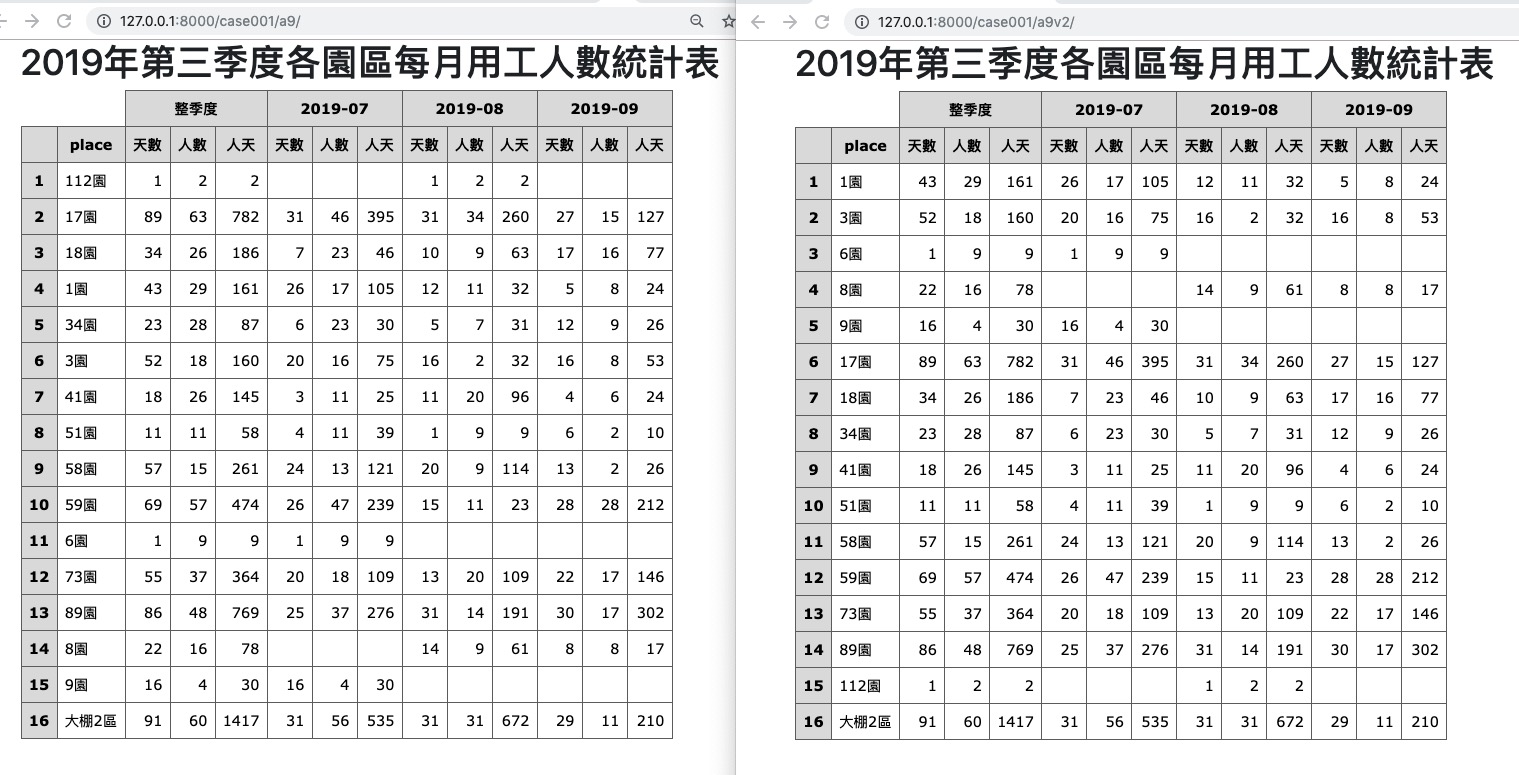 127.0.0.1:8000/case001/a9/
2019年第三季度各園區每月用工人數統計表
整季度 2019-07 2019-08 2019-09
place 天數 人數 人天 天數 人數 人天 天數 人數 人天 天數 人數 人天
1 112園 1 2 2 1 2 2
2 17園 89 63 782 31 46 395 31 34 260 27 15 127
3 18園 34 26 186 7 23 46 10 9 63 17 16 77
4 1園 43 29 161 26 17 105 12 11 32 5 8 24
5 34園 23 28 87 6 23 30 5 7 31 12 9 26
6 3園 52 18 160 20 16 75 16 2 32 16 8 53
7 41園 18 26 145 3 11 25 11 20 96 4 6 24
8 51園 11 11 58 4 11 39 1 9 9 6 2 10
9 58園 57 15 261 24 13 121 20 9 114 13 2 26
10 59園 69 57 474 26 47 239 15 11 23 28 28 212
11 6園 1 9 9 1 9 9
12 73園 55 37 364 20 18 109 13 20 109 22 17 146
13 89園 86 48 769 25 37 276 31 14 191 30 17 302
14 8園 22 16 78 14 9 61 8 8 17
15 9園 16 4 30 16 4 30
16 大棚2區 91 60 1417 31 56 535 31 31 672 29 11 210
127.0.0.1:8000/case001/a9v2/
2019年第三季度各園區每月用工人數統計表
整季度 2019-07 2019-08 2019-09
place 天數 人數 人天 天數 人數 人天 天數 人數 人天 天數 人數 人天
1 1園 43 29 161 26 17 105 12 11 32 5 8 24
2 3園 52 18 160 20 16 75 16 2 32 16 8 53
3 6園 1 9 9 1 9 9
4 8園 22 16 78 14 9 61 8 8 17
5 9園 16 4 30 16 4 30
6 17園 89 63 782 31 46 395 31 34 260 27 15 127
7 18園 34 26 186 7 23 46 10 9 63 17 16 77
8 34園 23 28 87 6 23 30 5 7 31 12 9 26
9 41園 18 26 145 3 11 25 11 20 96 4 6 24
10 51園 11 11 58 4 11 39 1 9 9 6 2 10
11 58園 57 15 261 24 13 121 20 9 114 13 2 26
12 59園 69 57 474 26 47 239 15 11 23 28 28 212
13 73園 55 37 364 20 18 109 13 20 109 22 17 146
14 89園 86 48 769 25 37 276 31 14 191 30 17 302
15 112園 1 2 2 1 2 2
16 大棚2區 91 60 1417 31 56 535 31 31 672 29 11 210